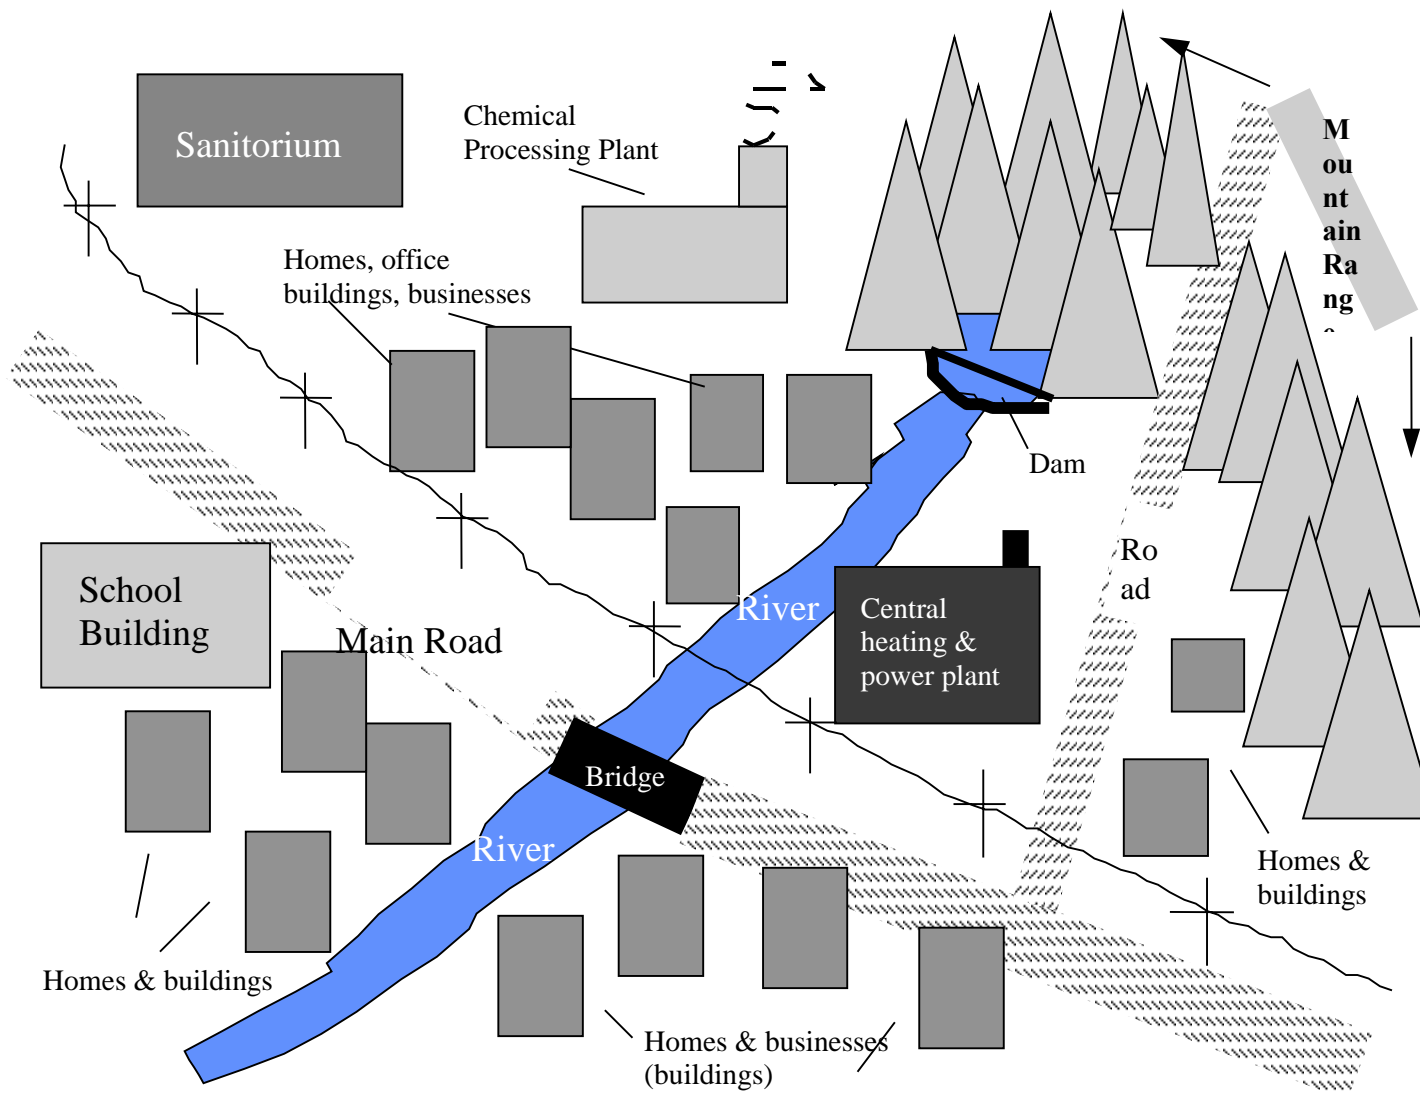 Sanitorium
Chemical
Processing Plant
M
ou
nt
ain
Ra
ng
Homes, office
buildings, businesses
Dam
Ro
ad
School
Building
River
Central
heating &
power plant
Main Road
Bridge
River
Homes &
buildings
Homes & buildings
Homes & businesses
(buildings)